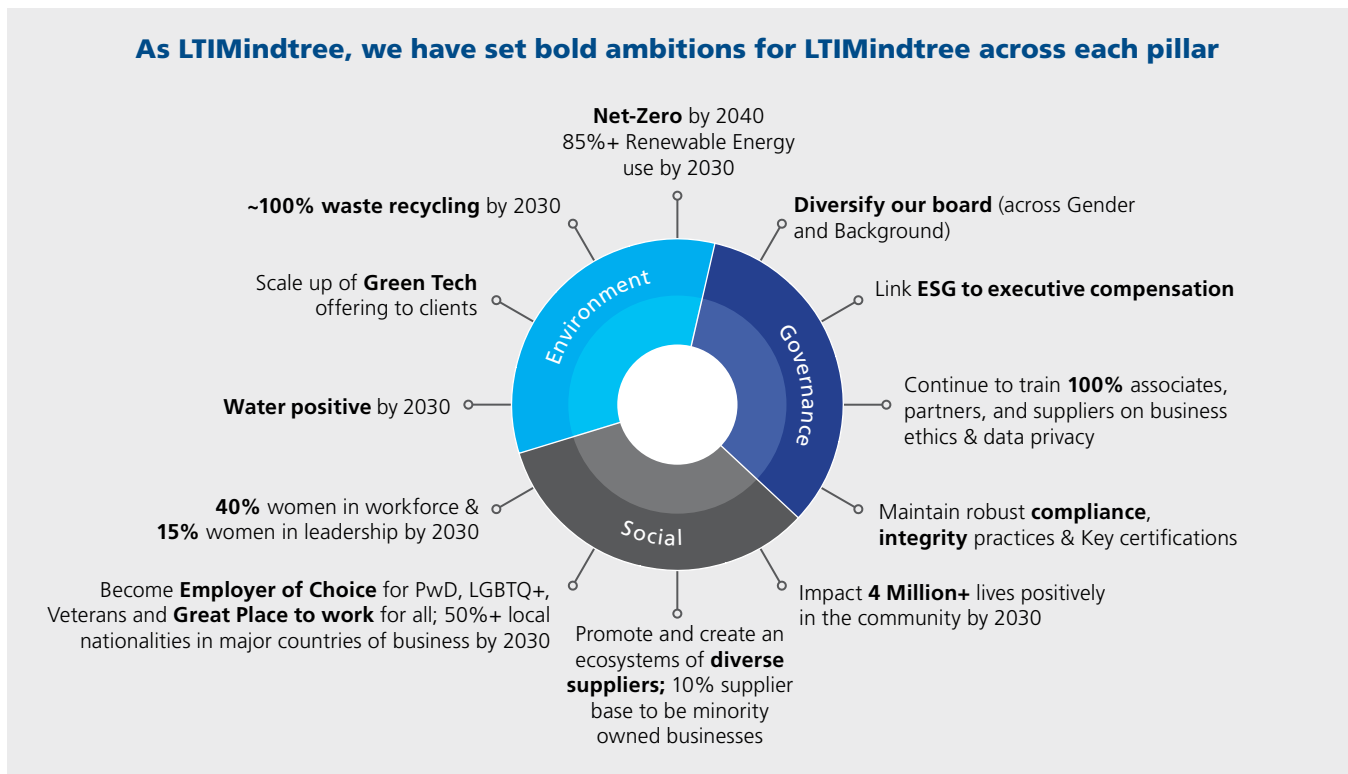 As LTIMindtree, we have set bold ambitions for LTIMindtree across each pillar
Net-Zero by 2040
85%+ Renewable Energy
use by 2030
~100% waste recycling by 2030
Scale up of Green Tech
offering to clients
Water positive by 2030
40% women in workforce &
15% women in leadership by 2030
Become Employer of Choice for PwD, LGBTQ+,
Veterans and Great Place to work for all; 50%+ local
nationalities in major countries of business by 2030
Promote and create an
ecosystems of diverse
suppliers; 10% supplier
base to be minority
owned businesses
Impact 4 Million+ lives positively
in the community by 2030
Maintain robust compliance,
integrity practices & Key certifications
Continue to train 100% associates,
partners, and suppliers on business
ethics & data privacy
Link ESG to executive compensation
Diversify our board (across Gender
and Background)
Environment
Governance
Social